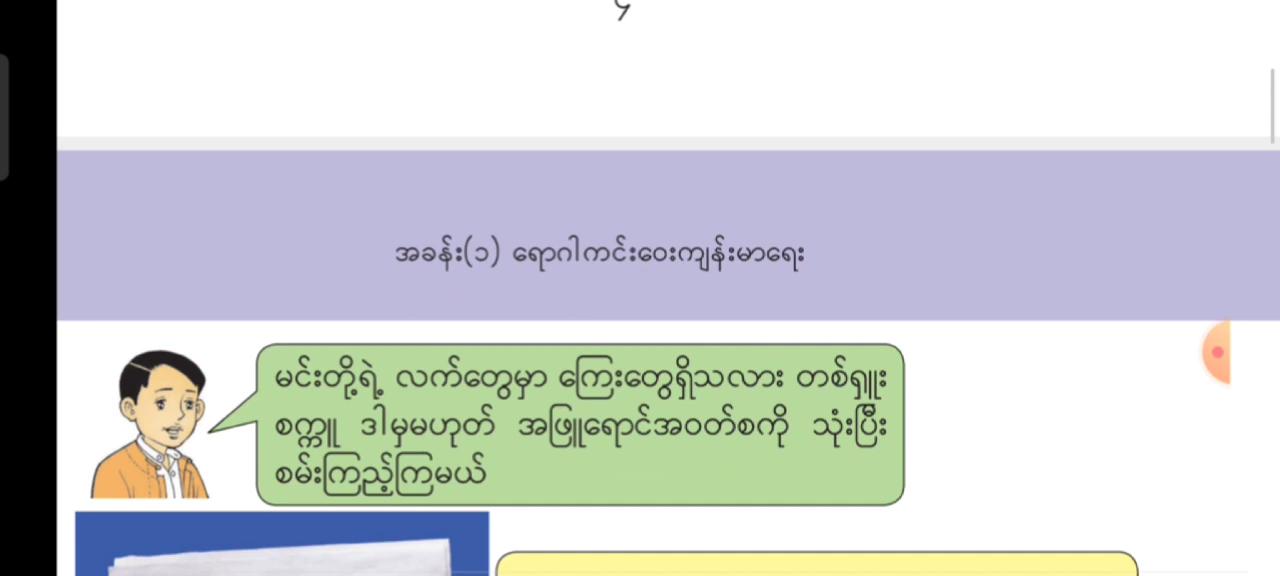 အခန်း(၁) ရောဂါကင်းဝေးကျန်းမာရေး
မင်းတို့ရဲ့ လက်တွေမှာ ကြေးတွေရှိသလား တစ်ရှူး
စက္ကူ ဒါမှမဟုတ် အဖြူရောင်အဝတ်စကို သုံးပြီး
စမ်းကြည့်ကြမယ်